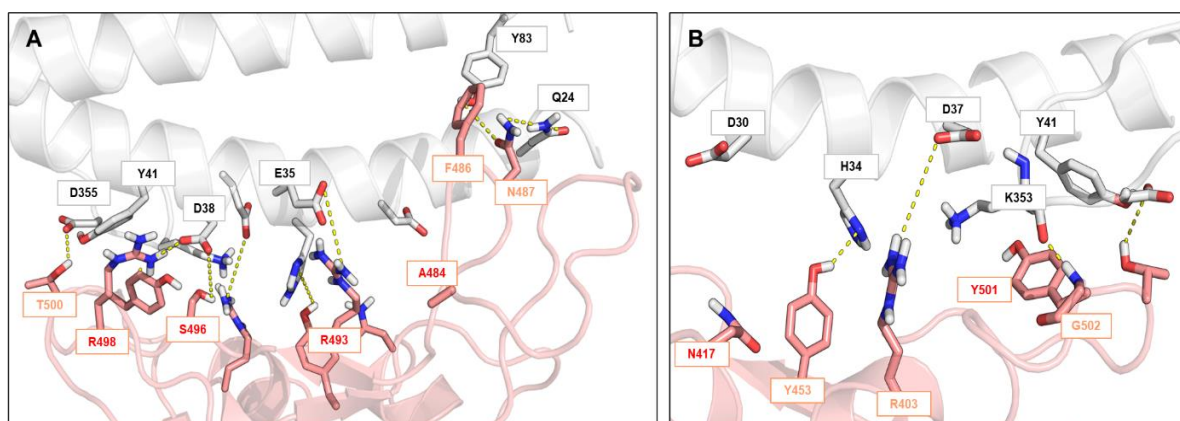 A
Y83
Q24
D355
Y41
D38
E35
F486
N487
A484
T500
R498
S496
R493
B
D30
D37
Y41
H34
K353
Y501
G502
N417
Y453
R403